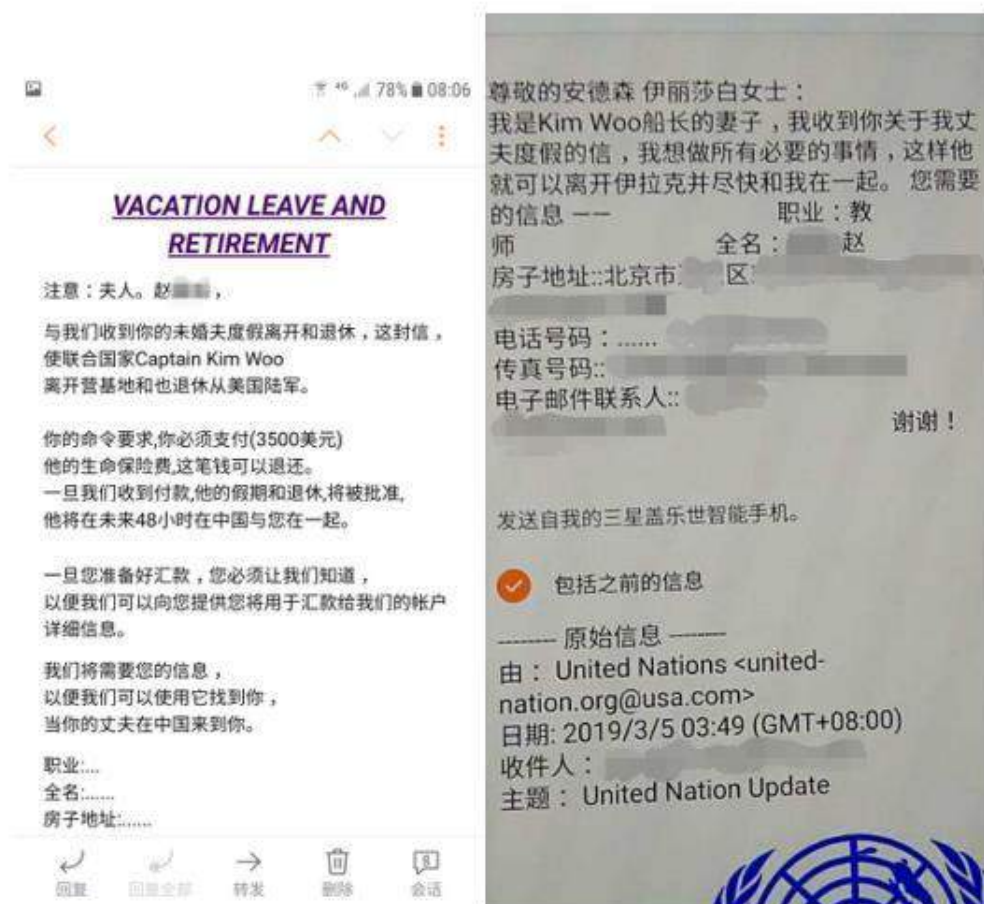 4G 78% 08:06
VACATION LEAVE AND
RETIREMENT
注意：夫人。赵 ，
与我们收到你的未婚夫度假离开和退休，这封信，
使联合国家Captain Kim Woo
离开营基地和也退休从美国陆军。
你的命令要求,你必须支付(3500美元)
他的生命保险费,这笔钱可以退还。
一旦我们收到付款,他的假期和退休,将被批准,
他将在未来48小时在中国与您在一起。
一旦您准备好汇款，您必须让我们知道，
以便我们可以向您提供您将用于汇款给我们的帐户
详细信息。
我们将需要您的信息，
以便我们可以使用它找到你，
当你的丈夫在中国来到你。
职业:...
全名:......
房子地址:......
回复
回复全部
转发
删除
会话
尊敬的安德森 伊丽莎白女士：
我是Kim Woo船长的妻子，我收到你关于我丈
夫度假的信，我想做所有必要的事情，这样他
就可以离开伊拉克并尽快和我在一起。 您需要
的信息 —— 职业：教
师 全名： 赵
房子地址::北京市 区
电话号码：......
传真号码::
电子邮件联系人::
谢谢！
发送自我的三星盖乐世智能手机。
包括之前的信息
-------- 原始信息 --------
由： United Nations <united-
nation.org@usa.com>
日期: 2019/3/5 03:49 (GMT+08:00)
收件人：
主题： United Nation Update